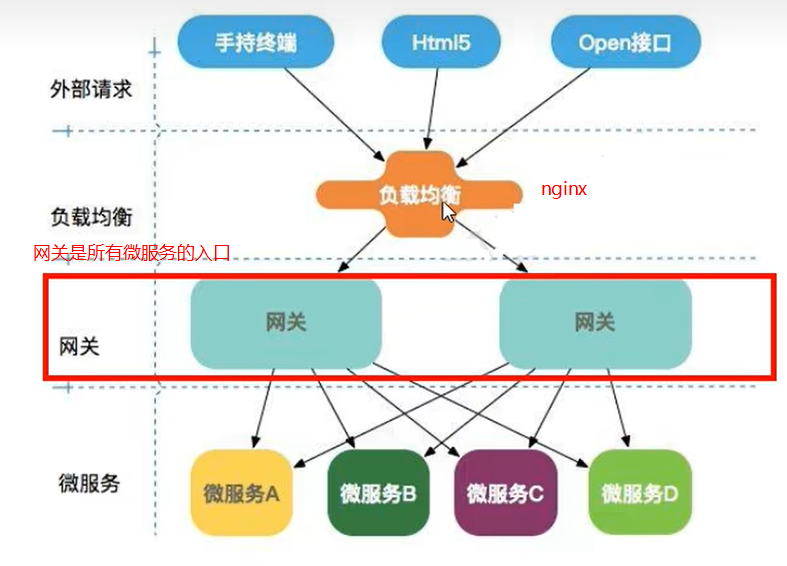 手持终端
Html5
Open接口
外部请求
负载均衡
nginx
负载均衡
网关是所有微服务的入口
网关
网关
网关
微服务
微服务A
微服务B
微服务C
微服务D